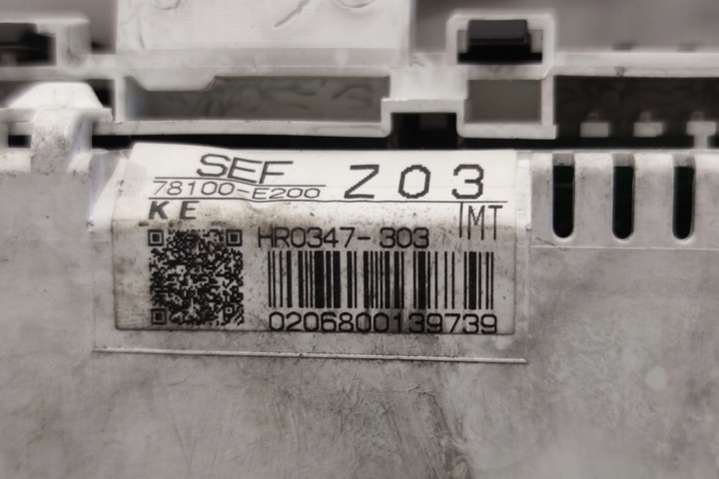 SEF Z03
78100-E200
KE IMT
HR0347-303
0206800139739